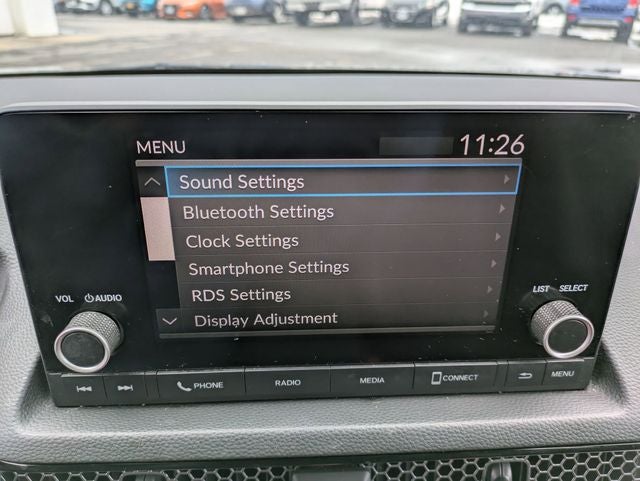 MENU 11:26
Sound Settings
Bluetooth Settings
Clock Settings
Smartphone Settings
RDS Settings
Display Adjustment
VOL AUDIO
LIST SELECT
PHONE RADIO MEDIA CONNECT MENU